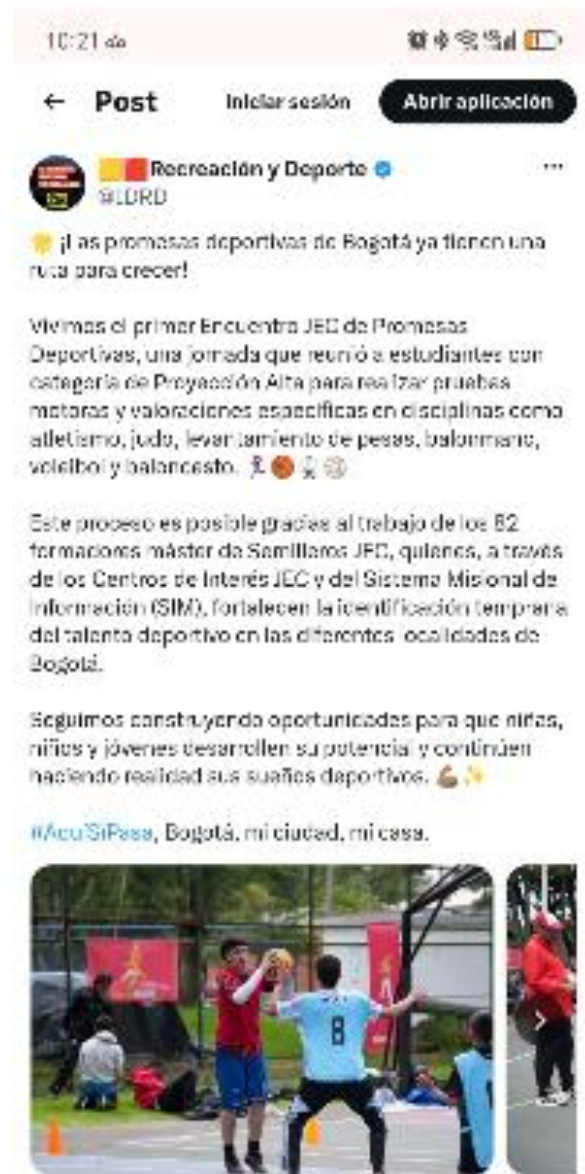 10:21
← Post Iniciar sesión Abrir aplicación
Recreación y Deporte
@IDRD
¡Las promesas deportivas de Bogotá ya tienen una
ruta para crecer!
Vivimos el primer Encuentro JEC de Promesas
Deportivas, una jornada que reunió a estudiantes con
categoría de Proyección Alta para realizar pruebas
motoras y valoraciones específicas en disciplinas como
atletismo, judo, levantamiento de pesas, balonmano,
voleibol y baloncesto.
Este proceso es posible gracias al trabajo de los 82
formadores máster de Semilleros JEC, quienes, a través
de los Centros de Interés JEC y del Sistema Misional de
Información (SIM), fortalecen la identificación temprana
del talento deportivo en las diferentes localidades de
Bogotá.
Seguimos construyendo oportunidades para que niñas,
niños y jóvenes desarrollen su potencial y continúen
haciendo realidad sus sueños deportivos.
#AquíSíPasa, Bogotá, mi ciudad, mi casa.
8